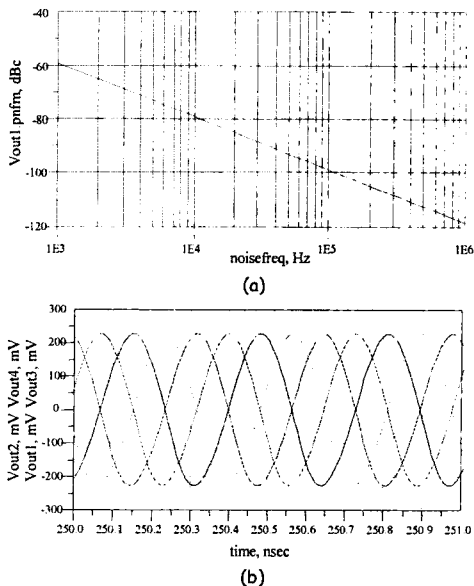 -40
-60
-80
-100
-120
Vout1.pnfm, dBc
1E3 1E4 1E5 1E6
noisefreq, Hz
(a)
300
200
100
0
-100
-200
-300
Vout2, mV Vout4, mV
Vout1, mV Vout3, mV
250.0 250.1 250.2 250.3 250.4 250.5 250.6 250.7 250.8 250.9 251.0
time, nsec
(b)